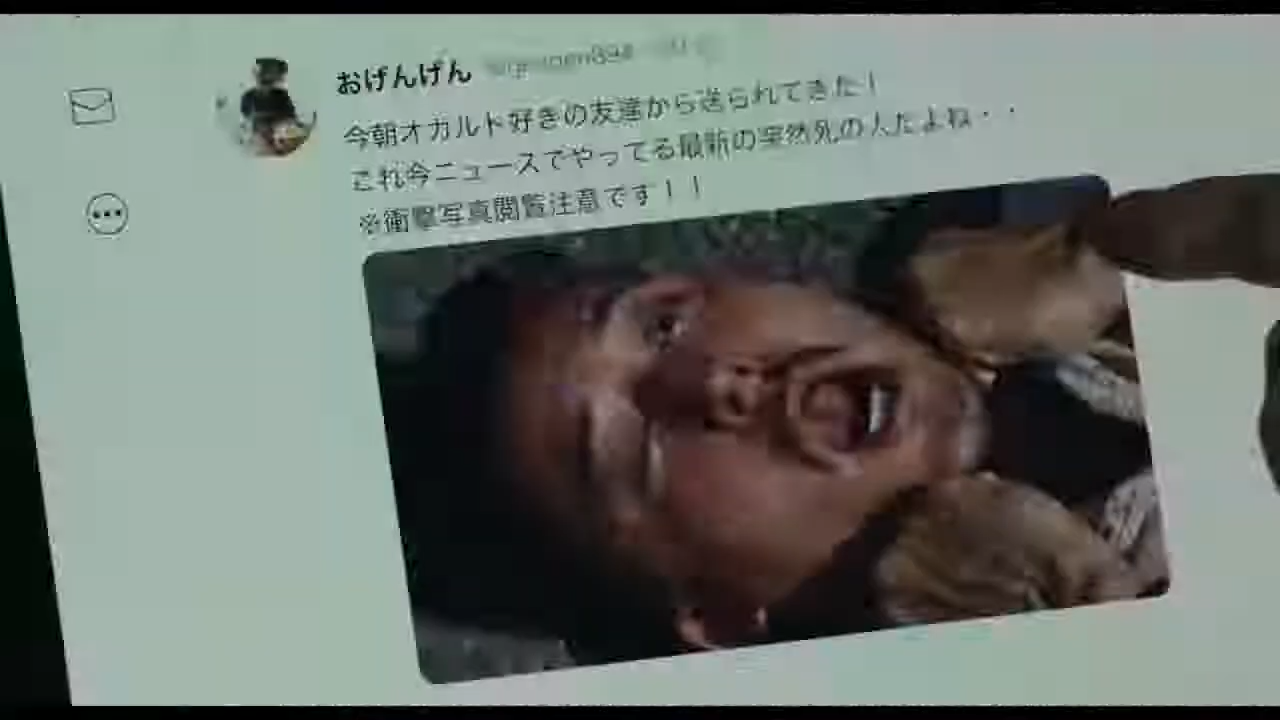 おげんげん
今朝オカルト好きの友達から送られてきた！
これ今ニュースでやってる最新の突然死の人だよね・・
※衝撃写真閲覧注意です！！